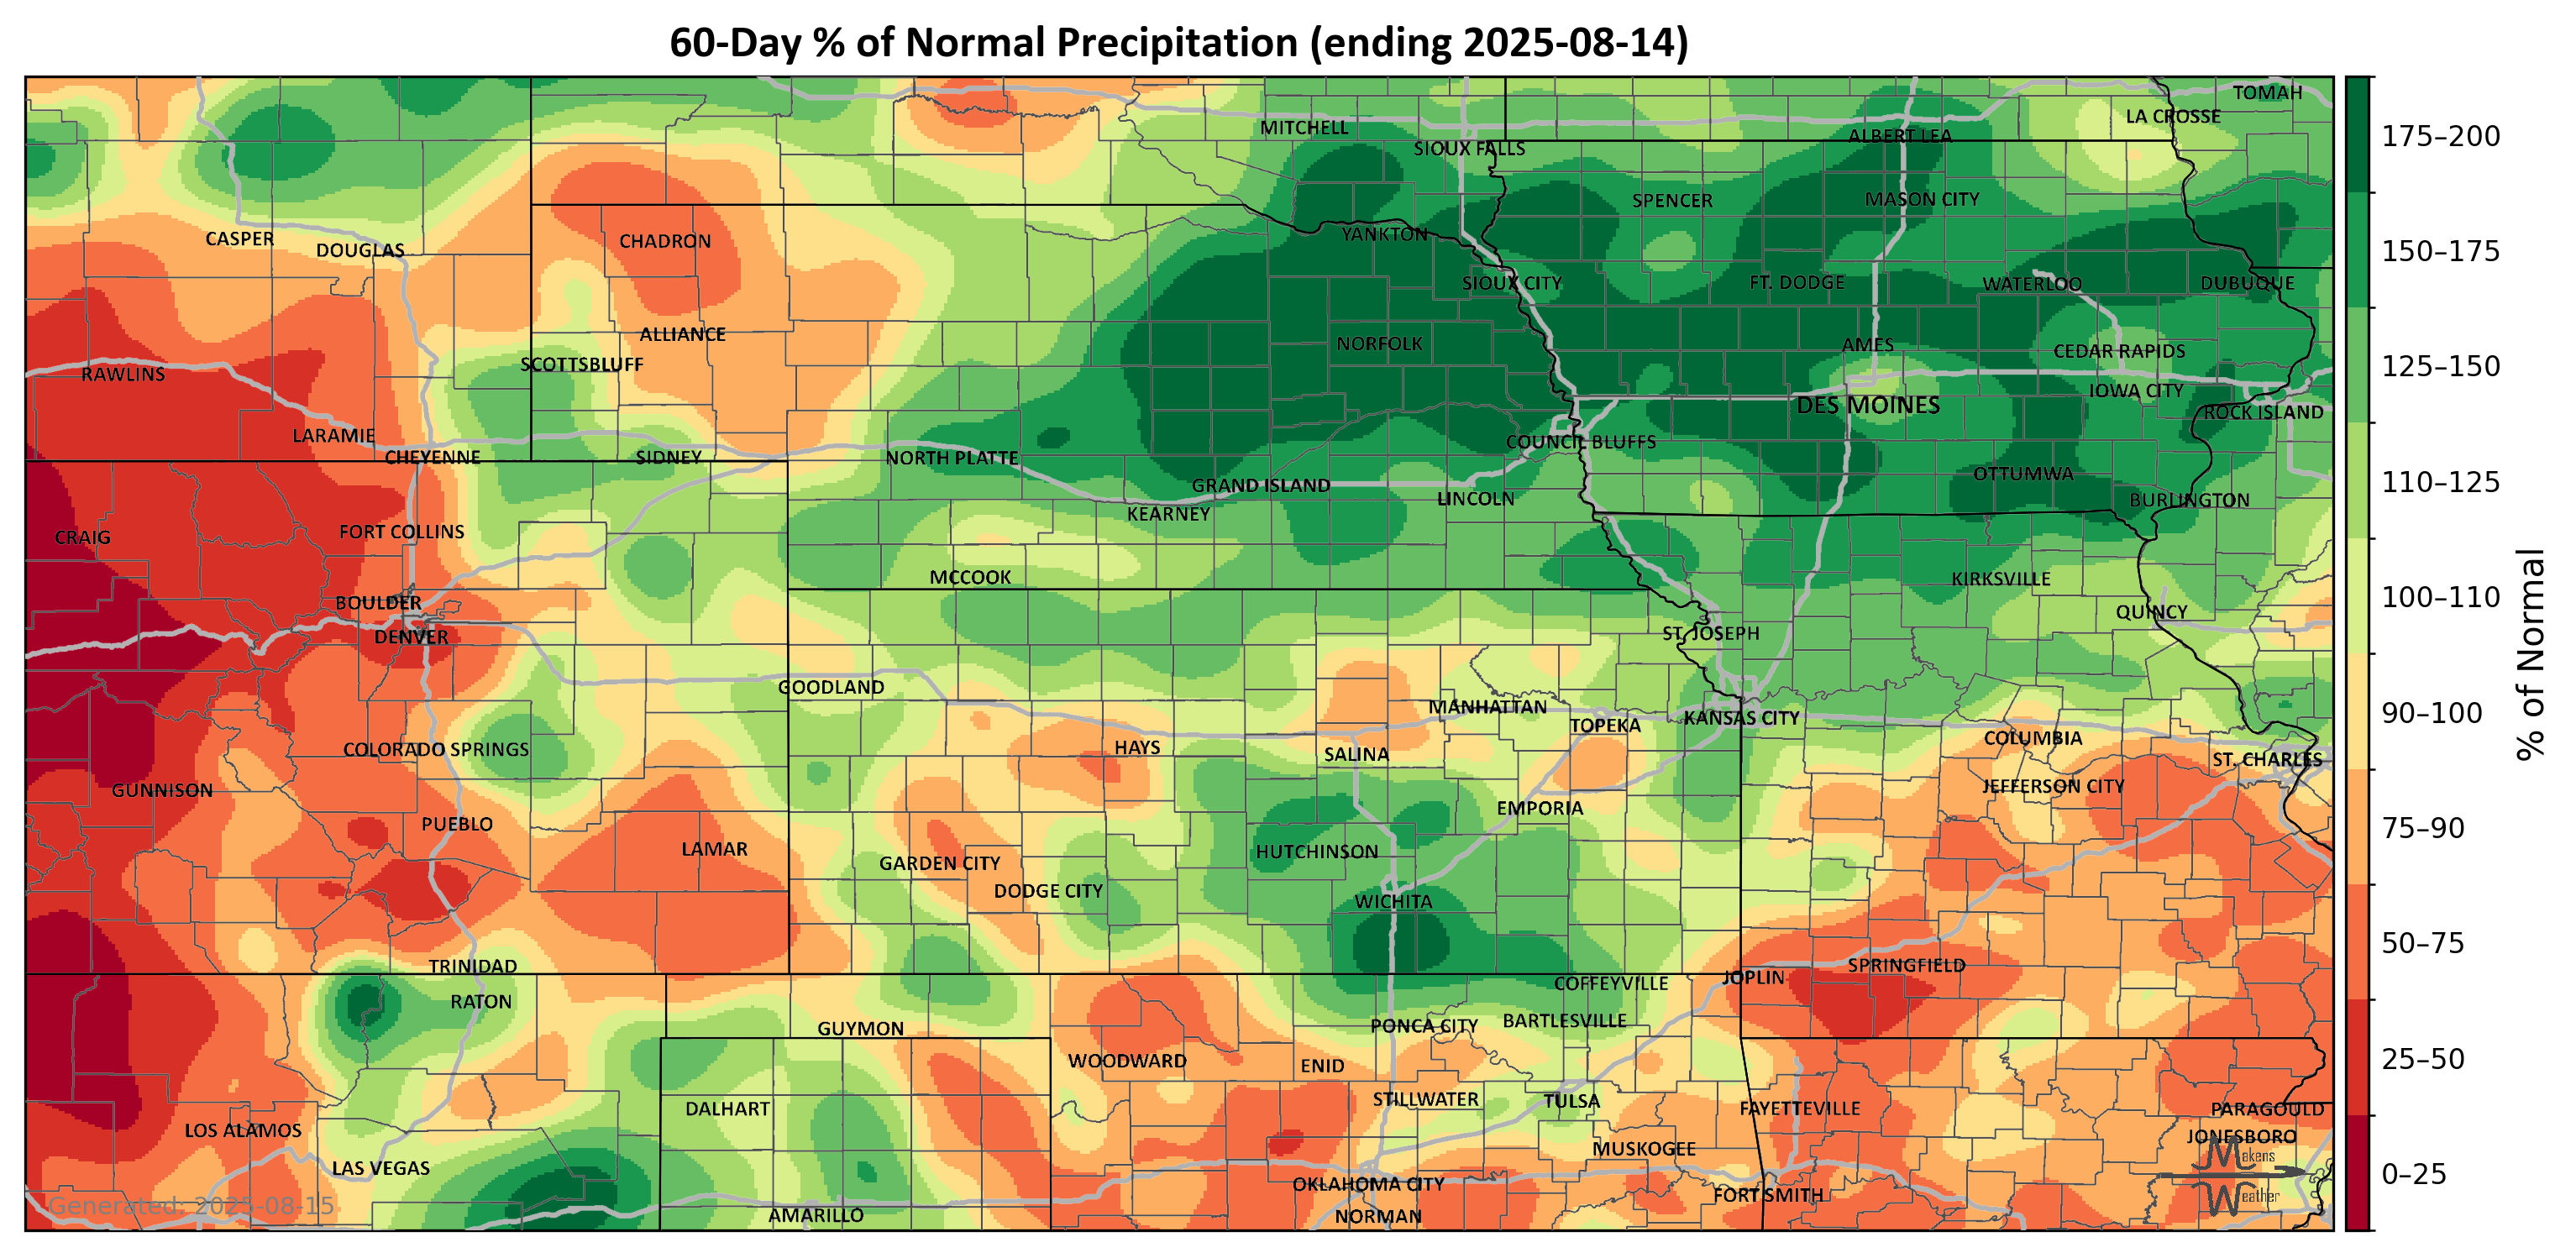 60-Day % of Normal Precipitation (ending 2025-08-14)
TOMAH
LA CROSSE
MITCHELL
ALBERT LEA
SIOUX FALLS
SPENCER
MASON CITY
YANKTON
CASPER
CHADRON
DOUGLAS
SIOUX CITY
FT. DODGE
WATERLOO
DUBUQUE
ALLIANCE
NORFOLK
AMES
CEDAR RAPIDS
SCOTTSBLUFF
RAWLINS
IOWA CITY
DES MOINES
ROCK ISLAND
LARAMIE
COUNCIL BLUFFS
CHEYENNE
SIDNEY
NORTH PLATTE
OTTUMWA
GRAND ISLAND
LINCOLN
BURLINGTON
KEARNEY
FORT COLLINS
CRAIG
MCCOOK
KIRKSVILLE
BOULDER
QUINCY
DENVER
ST. JOSEPH
GOODLAND
MANHATTAN
KANSAS CITY
TOPEKA
COLUMBIA
COLORADO SPRINGS
HAYS
SALINA
ST. CHARLES
GUNNISON
JEFFERSON CITY
EMPORIA
PUEBLO
LAMAR
HUTCHINSON
GARDEN CITY
DODGE CITY
WICHITA
TRINIDAD
SPRINGFIELD
JOPLIN
COFFEYVILLE
RATON
GUYMON
PONCA CITY
BARTLESVILLE
WOODWARD
ENID
STILLWATER
TULSA
DALHART
FAYETTEVILLE
PARAGOULD
LOS ALAMOS
JONESBORO
MUSKOGEE
LAS VEGAS
OKLAHOMA CITY
FORT SMITH
AMARILLO
NORMAN
Generated: 2025-08-15
Makens
Weather
175–200
150–175
125–150
110–125
100–110
90–100
75–90
50–75
25–50
0–25
% of Normal